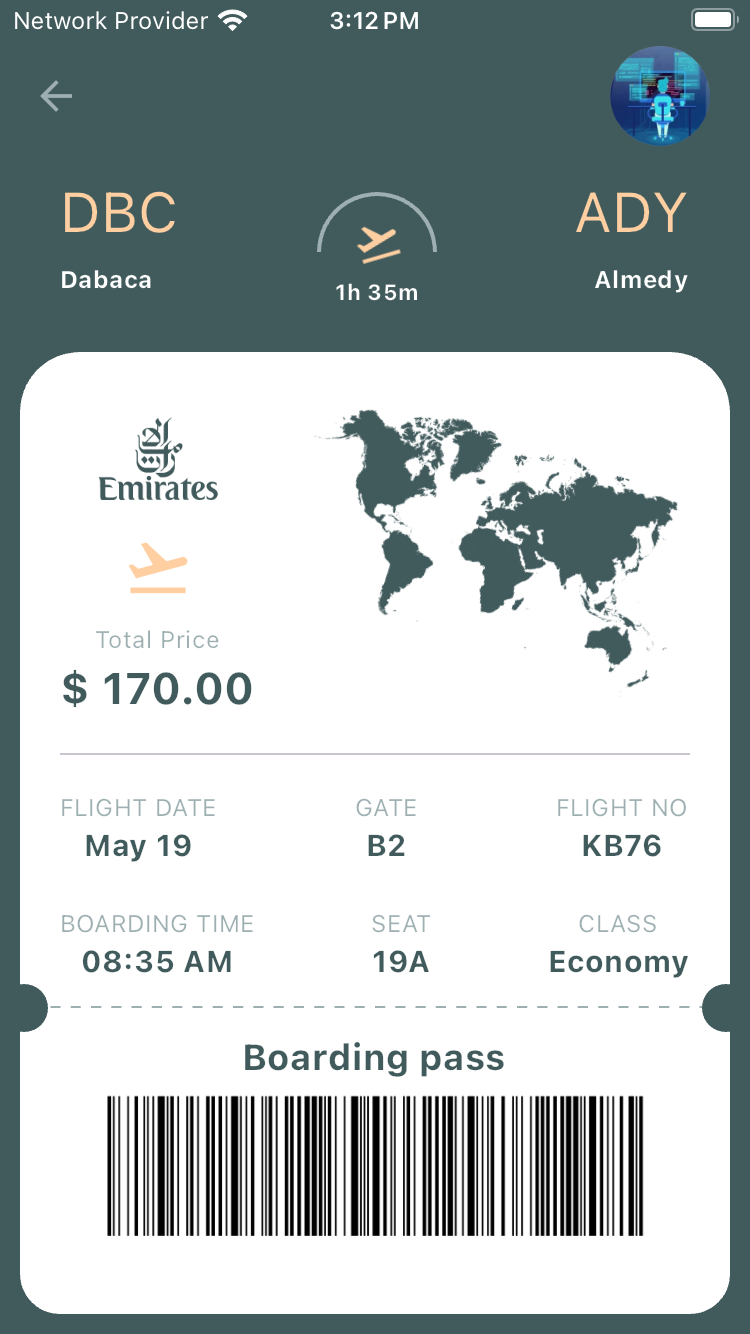 Network Provider 3:12 PM
DBC ADY
Dabaca Almedy
1h 35m
Emirates
Total Price
$ 170.00
FLIGHT DATE GATE FLIGHT NO
May 19 B2 KB76
BOARDING TIME SEAT CLASS
08:35 AM 19A Economy
Boarding pass